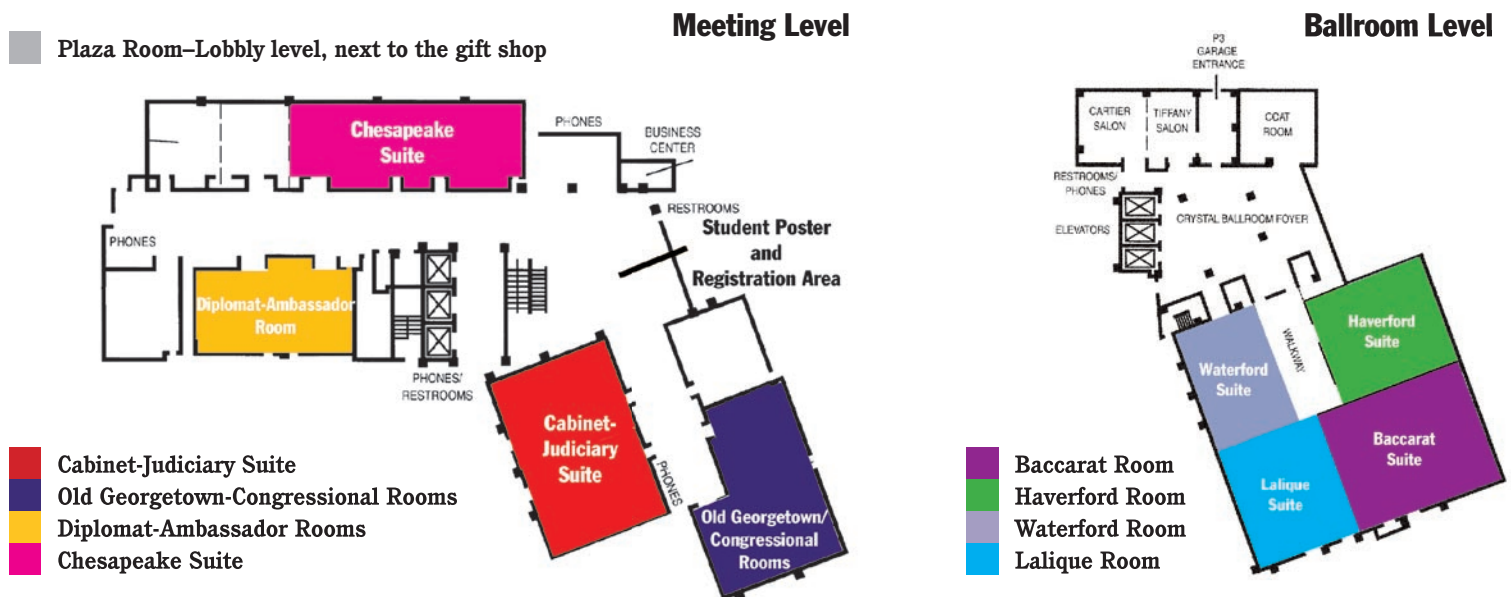 Meeting Level
Plaza Room–Lobbly level, next to the gift shop
Chesapeake
Suite
PHONES
BUSINESS
CENTER
RESTROOMS
Student Poster
and
Registration Area
PHONES
Diplomat-Ambassador
Room
PHONES/
RESTROOMS
Cabinet-
Judiciary
Suite
PHONES
Old Georgetown/
Congressional
Rooms
Cabinet-Judiciary Suite
Old Georgetown-Congressional Rooms
Diplomat-Ambassador Rooms
Chesapeake Suite
Ballroom Level
P3
GARAGE
ENTRANCE
CARTIER
SALON
TIFFANY
SALON
COAT
ROOM
RESTROOMS/
PHONES
ELEVATORS
CRYSTAL BALLROOM FOYER
Haverford
Suite
WALKWAY
Waterford
Suite
Baccarat
Suite
Lalique
Suite
Baccarat Room
Haverford Room
Waterford Room
Lalique Room